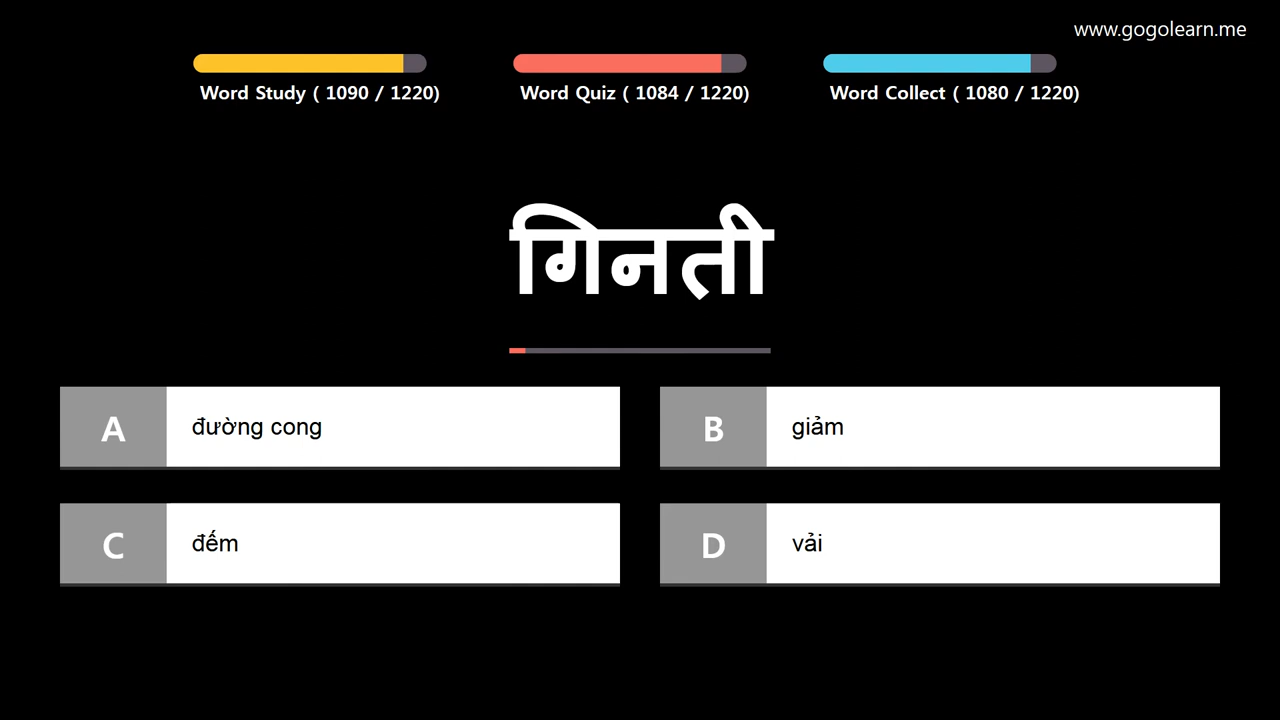 www.gogolearn.me
Word Study ( 1090 / 1220)
Word Quiz ( 1084 / 1220)
Word Collect ( 1080 / 1220)
गिनती
A đường cong
B giảm
C đếm
D vải